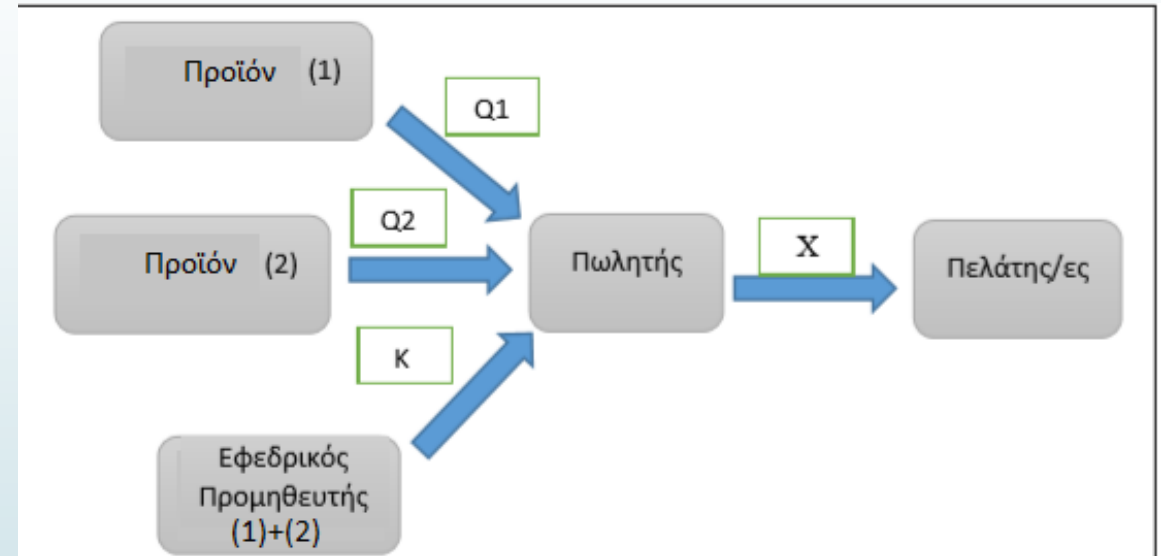 Προϊόν (1)
Q1
Προϊόν (2)
Q2
Πωλητής
X
Πελάτης/ες
K
Εφεδρικός
Προμηθευτής
(1)+(2)